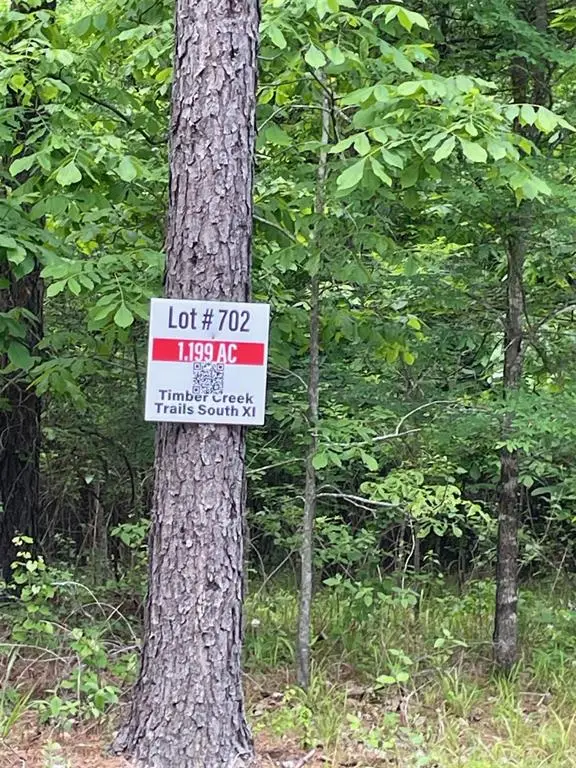 Lot # 702
1.199 AC
Timber Creek
Trails South XI